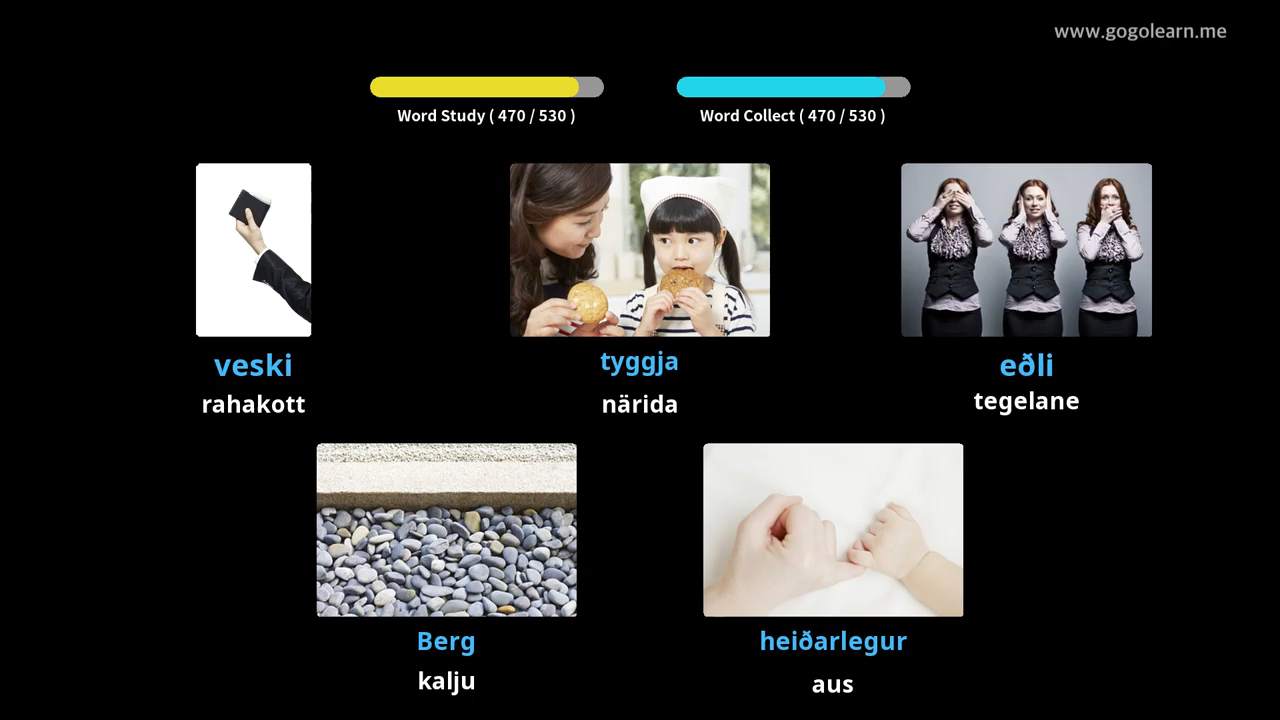 www.gogolearn.me
Word Study ( 470 / 530 )
Word Collect ( 470 / 530 )
veski
rahakott
tyggja
närida
eðli
tegelane
Berg
kalju
heiðarlegur
aus